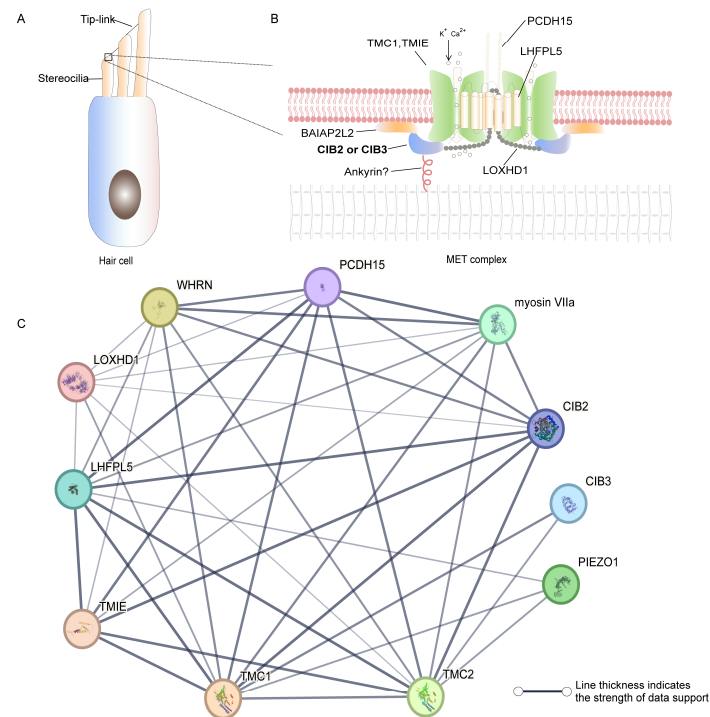 A
Tip-link
Stereocilia
Hair cell
B
PCDH15
K+ Ca2+
TMC1,TMIE
LHFPL5
BAIAP2L2
CIB2 or CIB3
Ankyrin?
LOXHD1
MET complex
C
PCDH15
WHRN
myosin VIIa
LOXHD1
CIB2
LHFPL5
CIB3
PIEZO1
TMIE
TMC1
TMC2
Line thickness indicates
the strength of data support